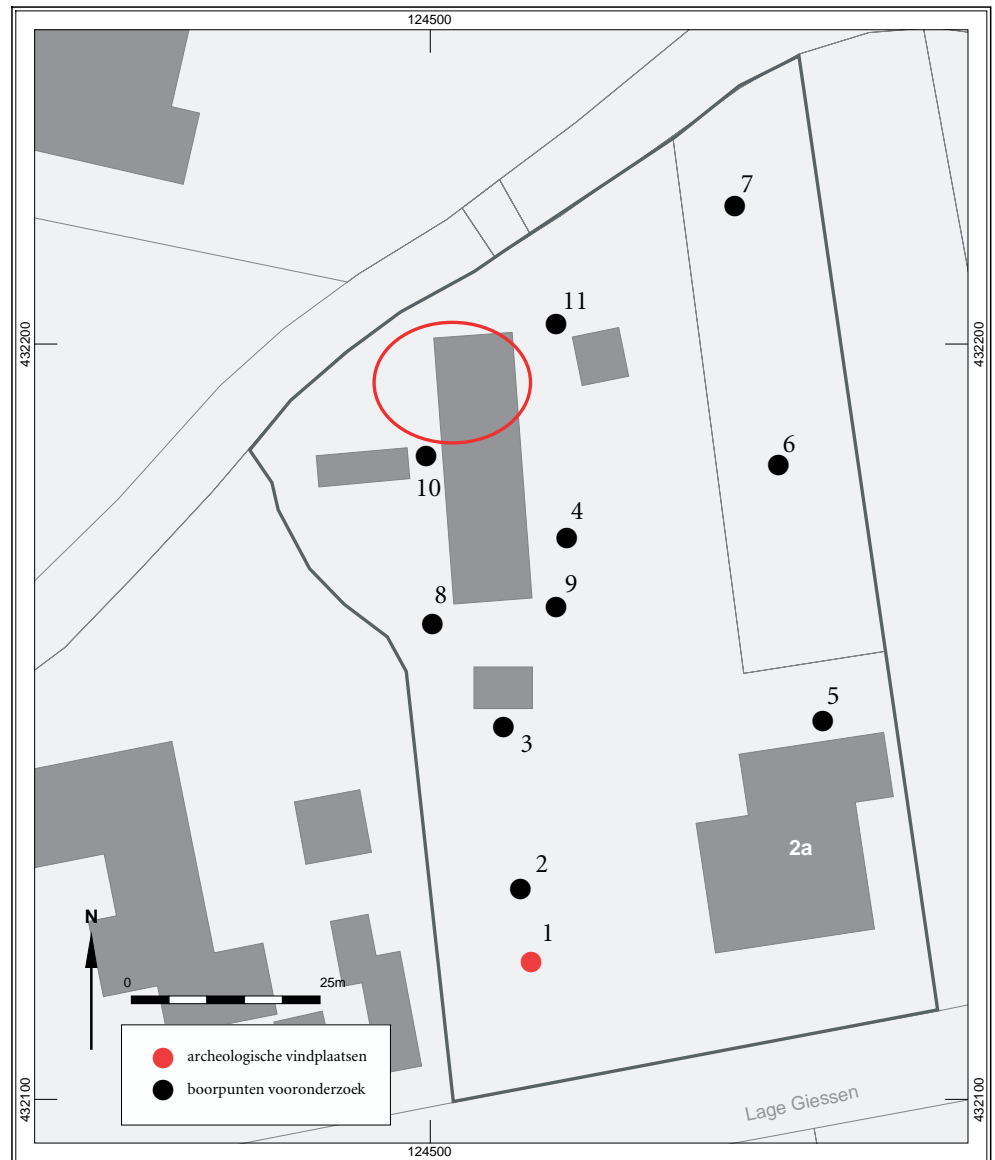 124500
7
11
432200
432200
6
10
4
9
8
5
3
2a
2
1
N
0 25m
archeologische vindplaatsen
boorpunten vooronderzoek
432100
432100
Lage Giessen
124500